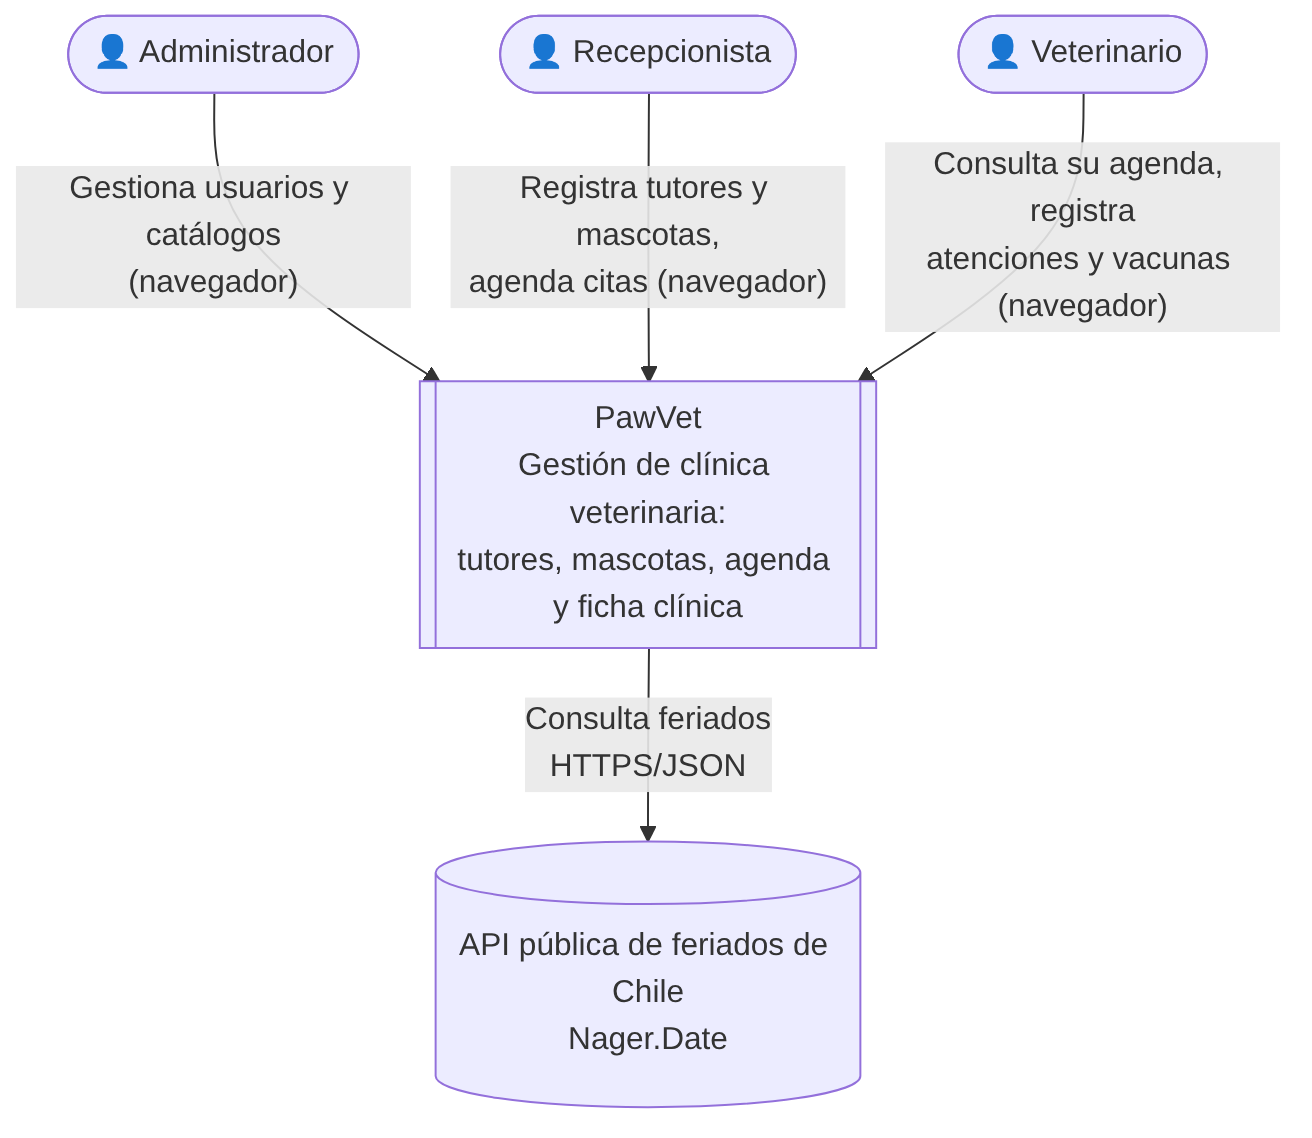 👤 Administrador
👤 Recepcionista
👤 Veterinario
Gestiona usuarios y
catálogos
(navegador)
Registra tutores y
mascotas,
agenda citas (navegador)
Consulta su agenda,
registra
atenciones y vacunas
(navegador)
PawVet
Gestión de clínica
veterinaria:
tutores, mascotas, agenda
y ficha clínica
Consulta feriados
HTTPS/JSON
API pública de feriados de
Chile
Nager.Date